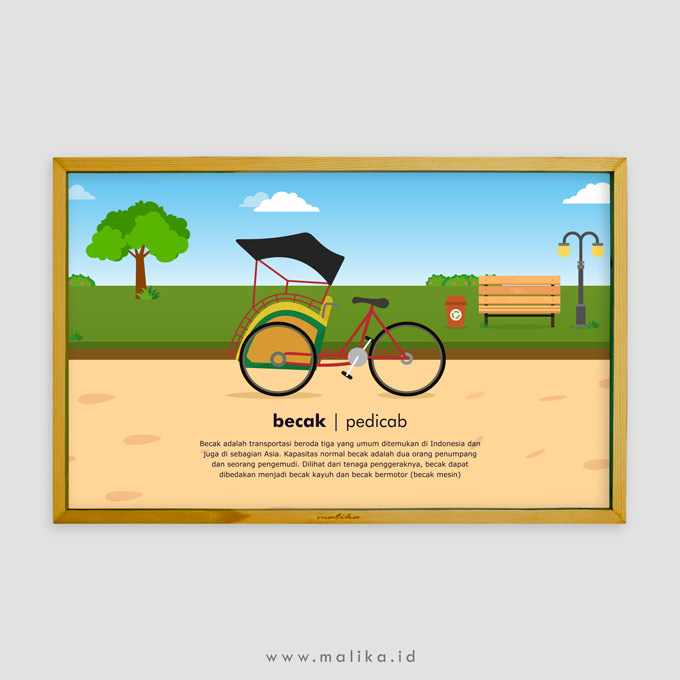 becak | pedicab
Becak adalah transportasi beroda tiga yang umum ditemukan di Indonesia dan
juga di sebagian Asia. Kapasitas normal becak adalah dua orang penumpang
dan seorang pengemudi. Dilihat dari tenaga penggeraknya, becak dapat
dibedakan menjadi becak kayuh dan becak bermotor (becak mesin)
malika
www.malika.id